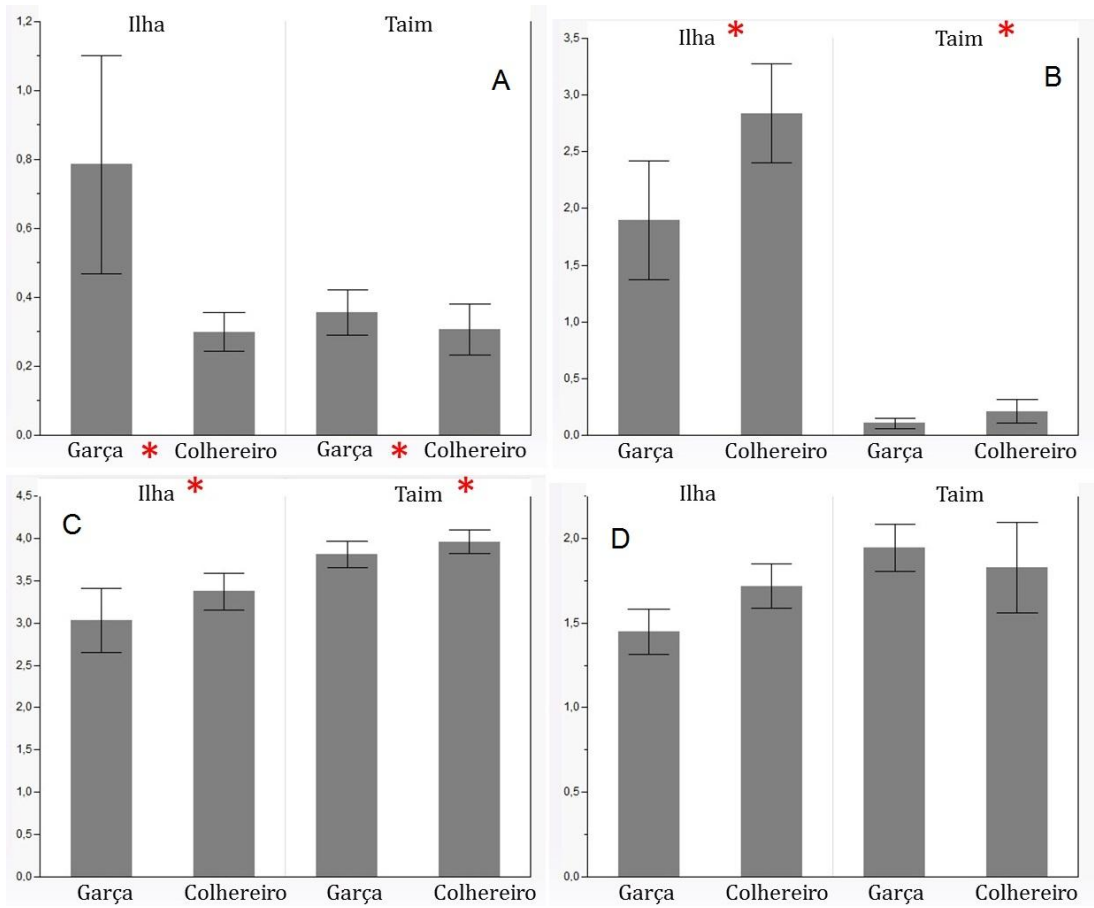 Ilha Taim
A
1,2
1,0
0,8
0,6
0,4
0,2
0,0
Garça * Colhereiro Garça * Colhereiro
Ilha * Taim *
B
3,5
3,0
2,5
2,0
1,5
1,0
0,5
0,0
Garça Colhereiro Garça Colhereiro
Ilha * Taim *
C
4,5
4,0
3,5
3,0
2,5
2,0
1,5
1,0
0,5
0,0
Garça Colhereiro Garça Colhereiro
Ilha Taim
D
2,0
1,5
1,0
0,5
0,0
Garça Colhereiro Garça Colhereiro